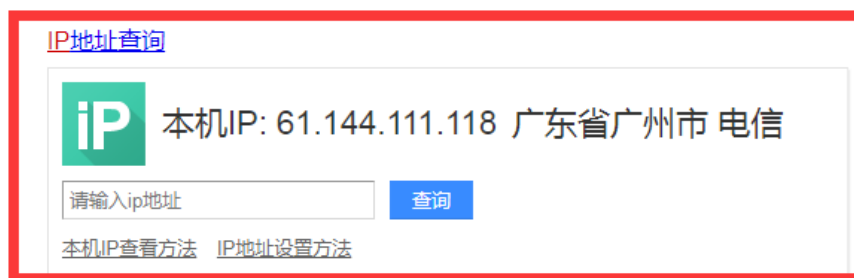 IP地址查询
iP
本机IP: 61.144.111.118 广东省广州市 电信
请输入ip地址 查询
本机IP查看方法 IP地址设置方法